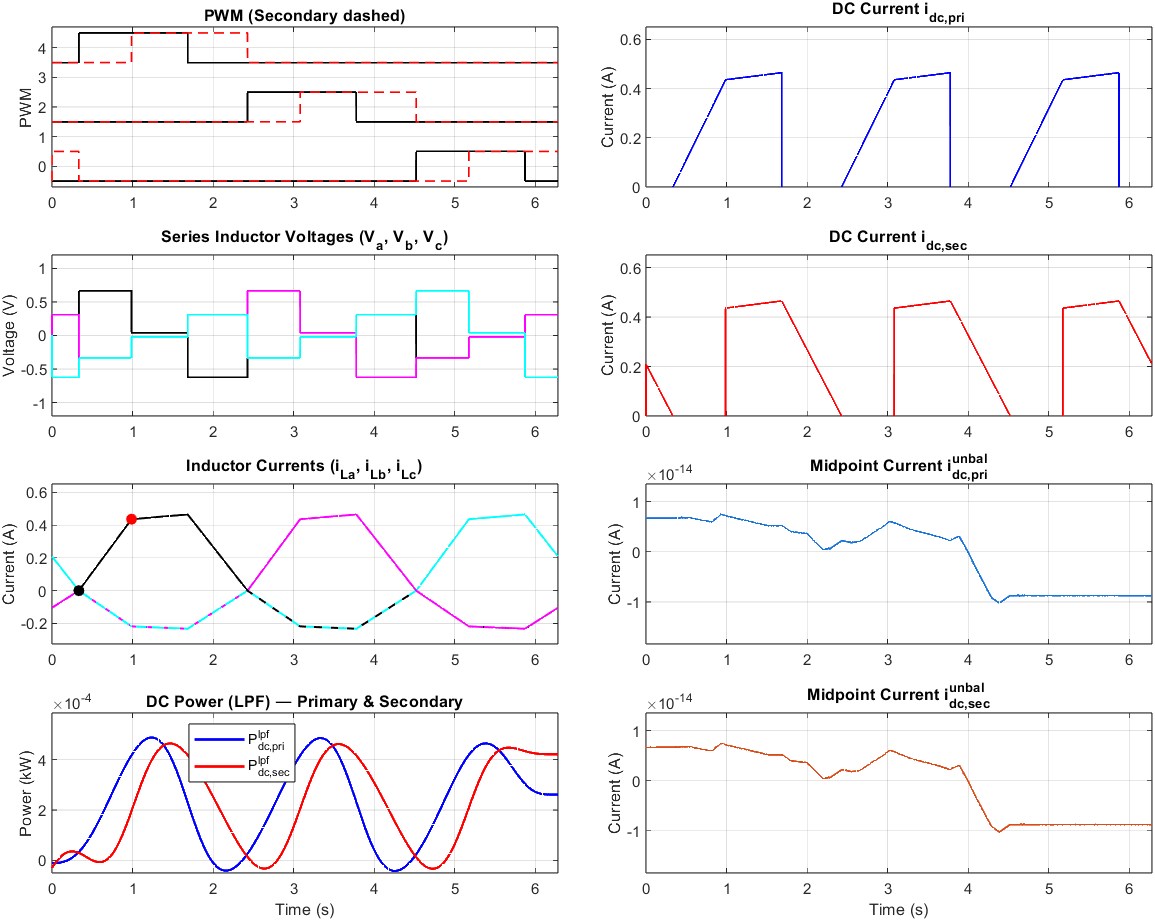 PWM (Secondary dashed)
PWM
4
3
2
1
0
0 1 2 3 4 5 6
DC Current i_dc,pri
Current (A)
0.6
0.4
0.2
0
0 1 2 3 4 5 6
Series Inductor Voltages (V_a, V_b, V_c)
Voltage (V)
1
0.5
0
-0.5
-1
0 1 2 3 4 5 6
DC Current i_dc,sec
Current (A)
0.6
0.4
0.2
0
0 1 2 3 4 5 6
Inductor Currents (i_La, i_Lb, i_Lc)
Current (A)
0.6
0.4
0.2
0
-0.2
0 1 2 3 4 5 6
Midpoint Current i_dc,pri^unbal
×10^-14
Current (A)
1
0
-1
0 1 2 3 4 5 6
DC Power (LPF) — Primary & Secondary
×10^-4
Power (kW)
4
2
0
P_dc,pri^lpf
P_dc,sec^lpf
0 1 2 3 4 5 6
Time (s)
Midpoint Current i_dc,sec^unbal
×10^-14
Current (A)
1
0
-1
0 1 2 3 4 5 6
Time (s)